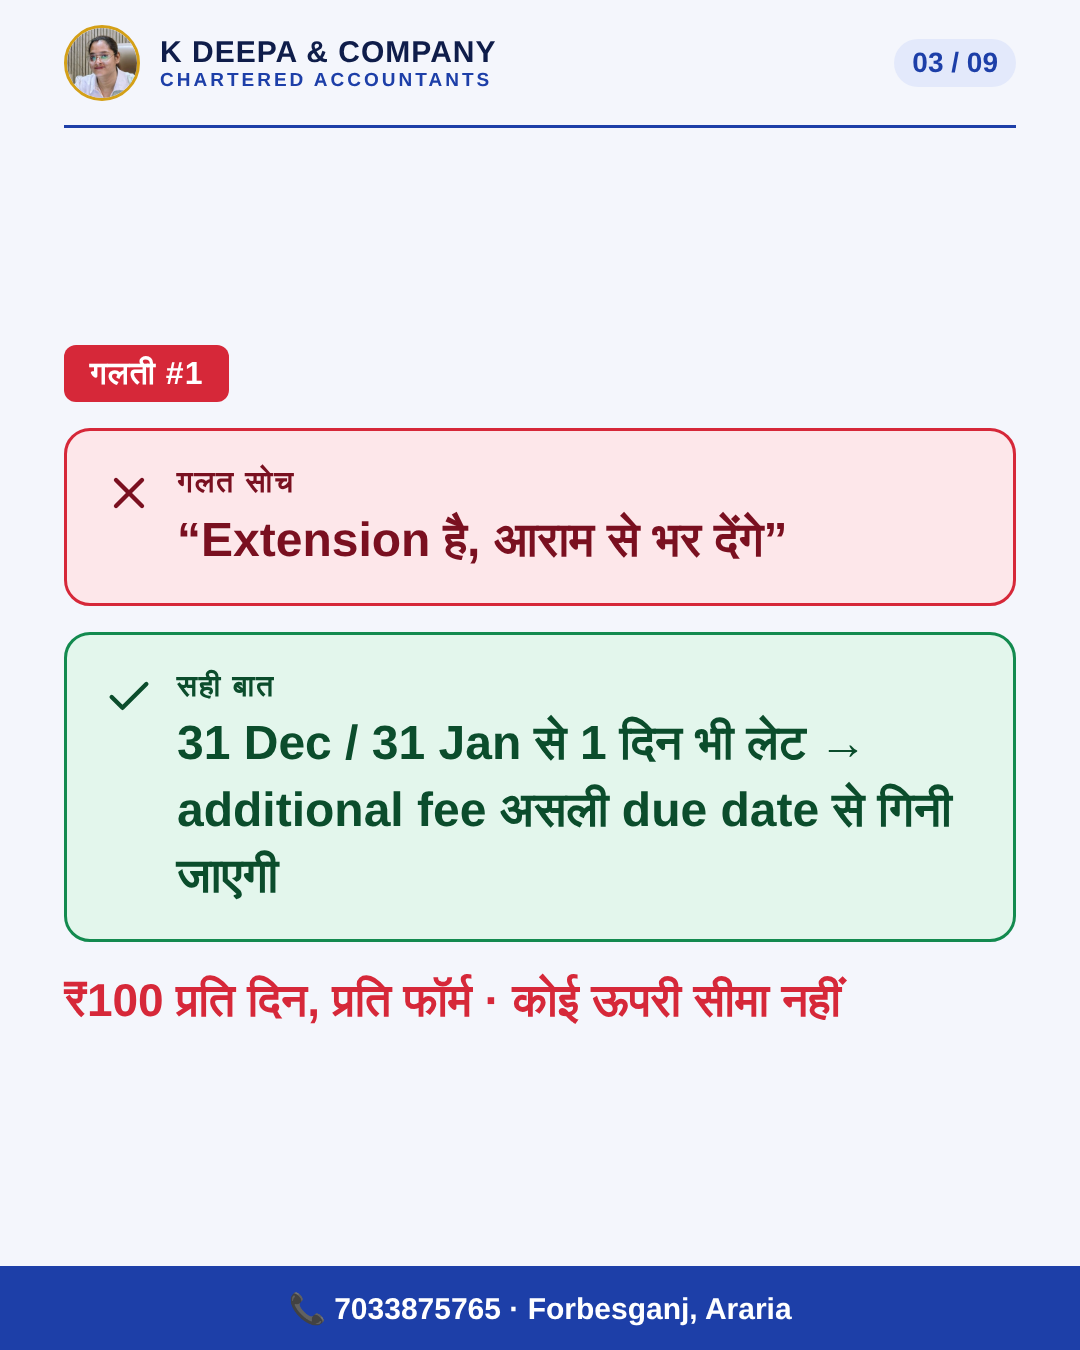 K DEEPA & COMPANY
CHARTERED ACCOUNTANTS
03 / 09
गलती #1
गलत सोच
“Extension है, आराम से भर देंगे”
सही बात
31 Dec / 31 Jan से 1 दिन भी लेट →
additional fee असली due date से गिनी
जाएगी
₹100 प्रति दिन, प्रति फॉर्म · कोई ऊपरी सीमा नहीं
📞 7033875765 · Forbesganj, Araria